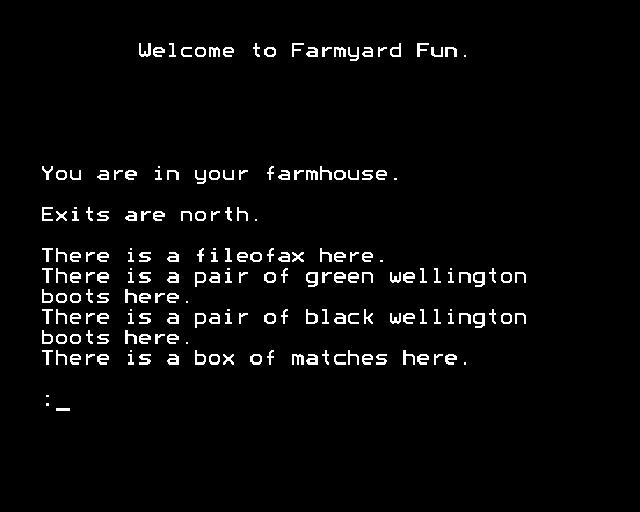 Welcome to Farmyard Fun.
You are in your farmhouse.
Exits are north.
There is a fileofax here.
There is a pair of green wellington
boots here.
There is a pair of black wellington
boots here.
There is a box of matches here.
:_